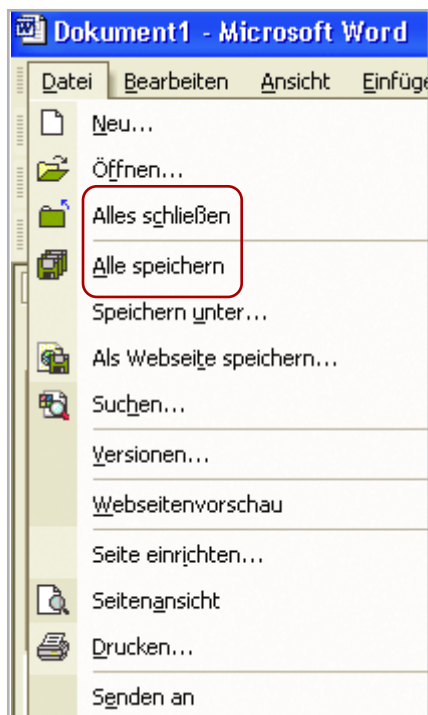 Dokument1 - Microsoft Word
Datei Bearbeiten Ansicht Einfüge
Neu...
Öffnen...
Alles schließen
Alle speichern
Speichern unter...
Als Webseite speichern...
Suchen...
Versionen...
Webseitenvorschau
Seite einrichten...
Seitenansicht
Drucken...
Senden an